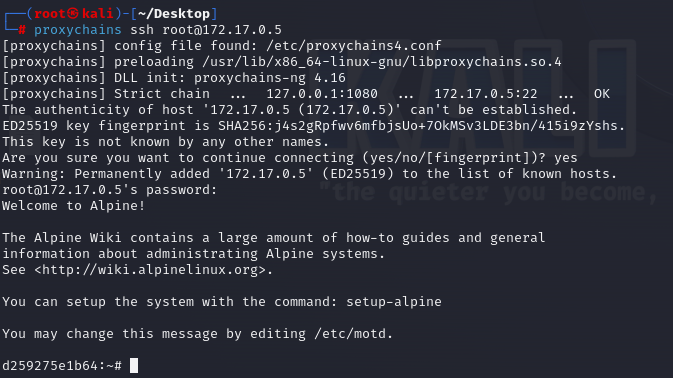 ┌──(root㉿kali)-[~/Desktop]
└─# proxychains ssh root@172.17.0.5
[proxychains] config file found: /etc/proxychains4.conf
[proxychains] preloading /usr/lib/x86_64-linux-gnu/libproxychains.so.4
[proxychains] DLL init: proxychains-ng 4.16
[proxychains] Strict chain  ...  127.0.0.1:1080  ...  172.17.0.5:22  ...  OK
The authenticity of host '172.17.0.5 (172.17.0.5)' can't be established.
ED25519 key fingerprint is SHA256:j4s2gRpfwv6mfbjsUo+7OkMSv3LDE3bn/415i9zYshs.
This key is not known by any other names.
Are you sure you want to continue connecting (yes/no/[fingerprint])? yes
Warning: Permanently added '172.17.0.5' (ED25519) to the list of known hosts.
root@172.17.0.5's password:
"the quieter you become,
Welcome to Alpine!

The Alpine Wiki contains a large amount of how-to guides and general
information about administrating Alpine systems.
See <http://wiki.alpinelinux.org>.

You can setup the system with the command: setup-alpine

You may change this message by editing /etc/motd.

d259275e1b64:~#